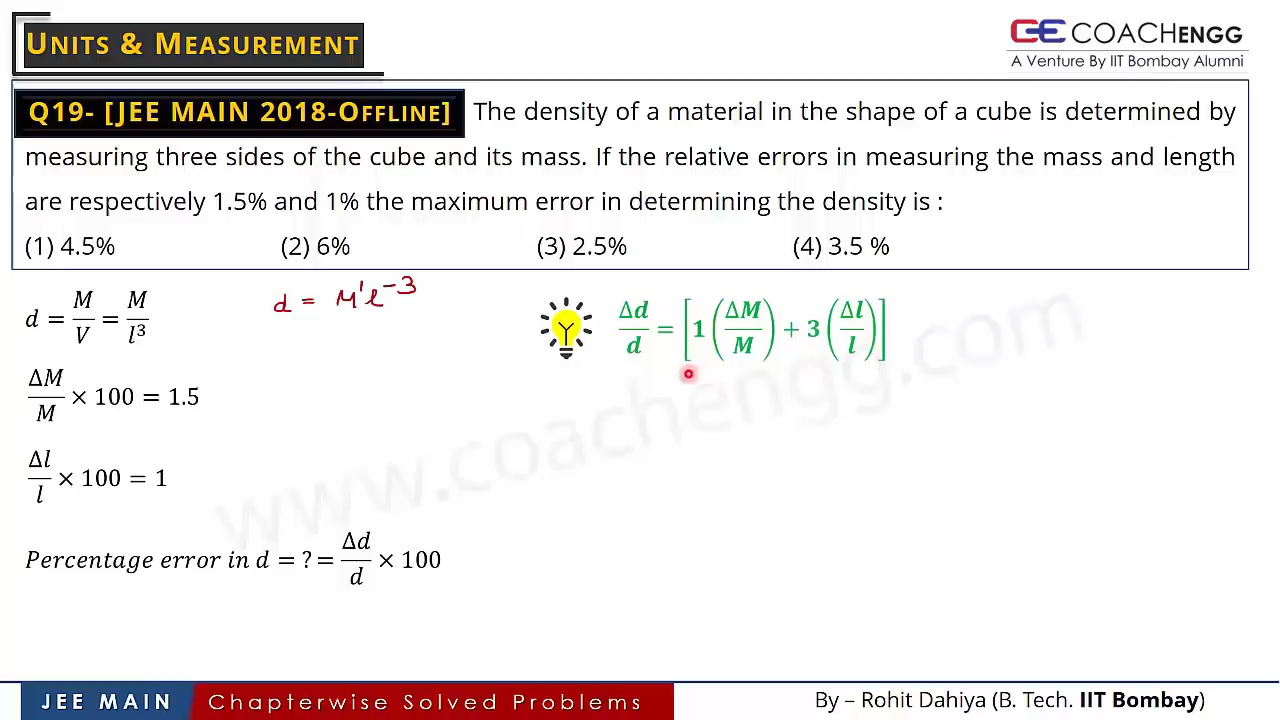 UNITS & MEASUREMENT
CE COACHENGG
A Venture By IIT Bombay Alumni
Q19- [JEE MAIN 2018-OFFLINE] The density of a material in the shape of a cube is determined by
measuring three sides of the cube and its mass. If the relative errors in measuring the mass and length
are respectively 1.5% and 1% the maximum error in determining the density is :
(1) 4.5% (2) 6% (3) 2.5% (4) 3.5 %
d = M/V = M/l³
d = M¹l⁻³
Δd/d = [1(ΔM/M) + 3(Δl/l)]
ΔM/M × 100 = 1.5
Δl/l × 100 = 1
Percentage error in d = ? = Δd/d × 100
www.coachengg.com
JEE MAIN Chapterwise Solved Problems
By – Rohit Dahiya (B. Tech. IIT Bombay)